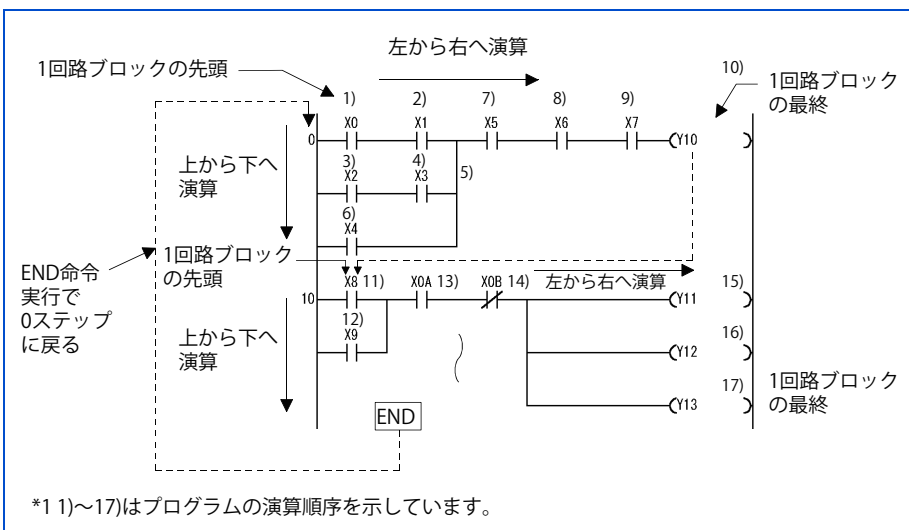 左から右へ演算
1回路ブロックの先頭
10)
1回路ブロック
の最終
1)
2)
7)
8)
9)
X0
X1
X5
X6
X7
0
Y10
上から下へ
演算
3)
4)
5)
X2
X3
6)
X4
END命令
実行で
0ステップ
に戻る
1回路ブロック
の先頭
左から右へ演算
X8 11)
X0A 13)
X0B 14)
15)
10
Y11
上から下へ
演算
12)
X9
16)
Y12
17)
1回路ブロック
の最終
Y13
END
*1 1)～17)はプログラムの演算順序を示しています。